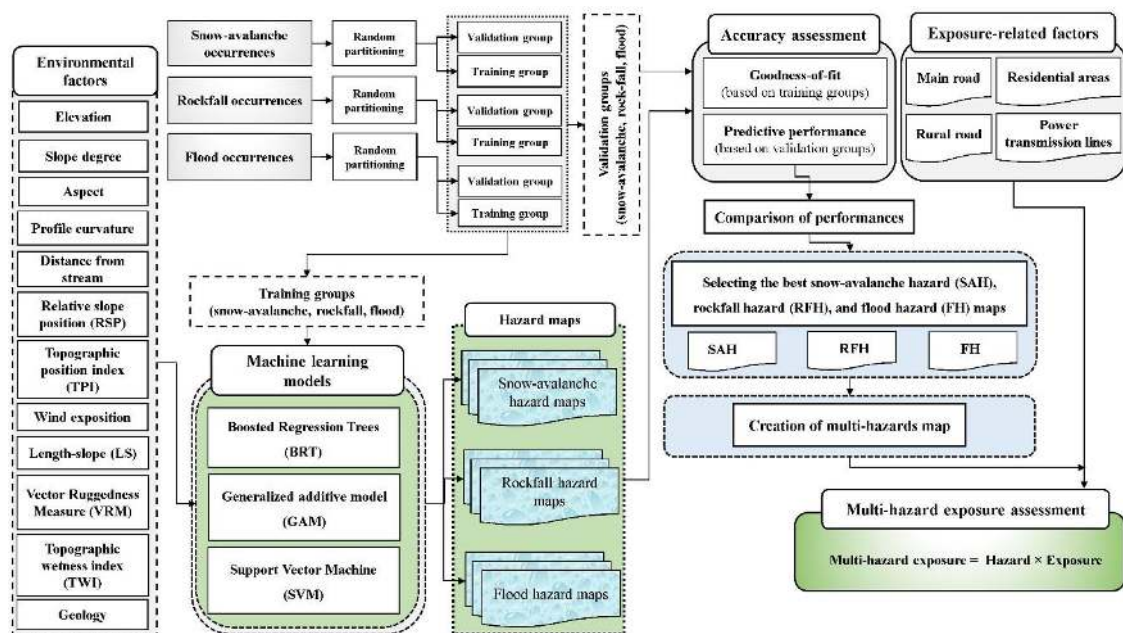 Environmental
factors
Elevation
Slope degree
Aspect
Profile curvature
Distance from
stream
Relative slope
position (RSP)
Topographic
position index
(TPI)
Wind exposition
Length-slope (LS)
Vector Ruggedness
Measure (VRM)
Topographic
wetness index
(TWI)
Geology
Snow-avalanche
occurrences
Random
partitioning
Validation group
Training group
Rockfall occurrences
Random
partitioning
Validation group
Training group
Flood occurrences
Random
partitioning
Validation group
Training group
Validation groups
(snow-avalanche, rock-fall, flood)
Training groups
(snow-avalanche, rockfall, flood)
Machine learning
models
Boosted Regression Trees
(BRT)
Generalized additive model
(GAM)
Support Vector Machine
(SVM)
Hazard maps
Snow-avalanche
hazard maps
Rockfall hazard
maps
Flood hazard maps
Accuracy assessment
Goodness-of-fit
(based on training groups)
Predictive performance
(based on validation groups)
Exposure-related factors
Main road
Residential areas
Rural road
Power
transmission lines
Comparison of performances
Selecting the best snow-avalanche hazard (SAH),
rockfall hazard (RFH), and flood hazard (FH) maps
SAH
RFH
FH
Creation of multi-hazards map
Multi-hazard exposure assessment
Multi-hazard exposure = Hazard × Exposure